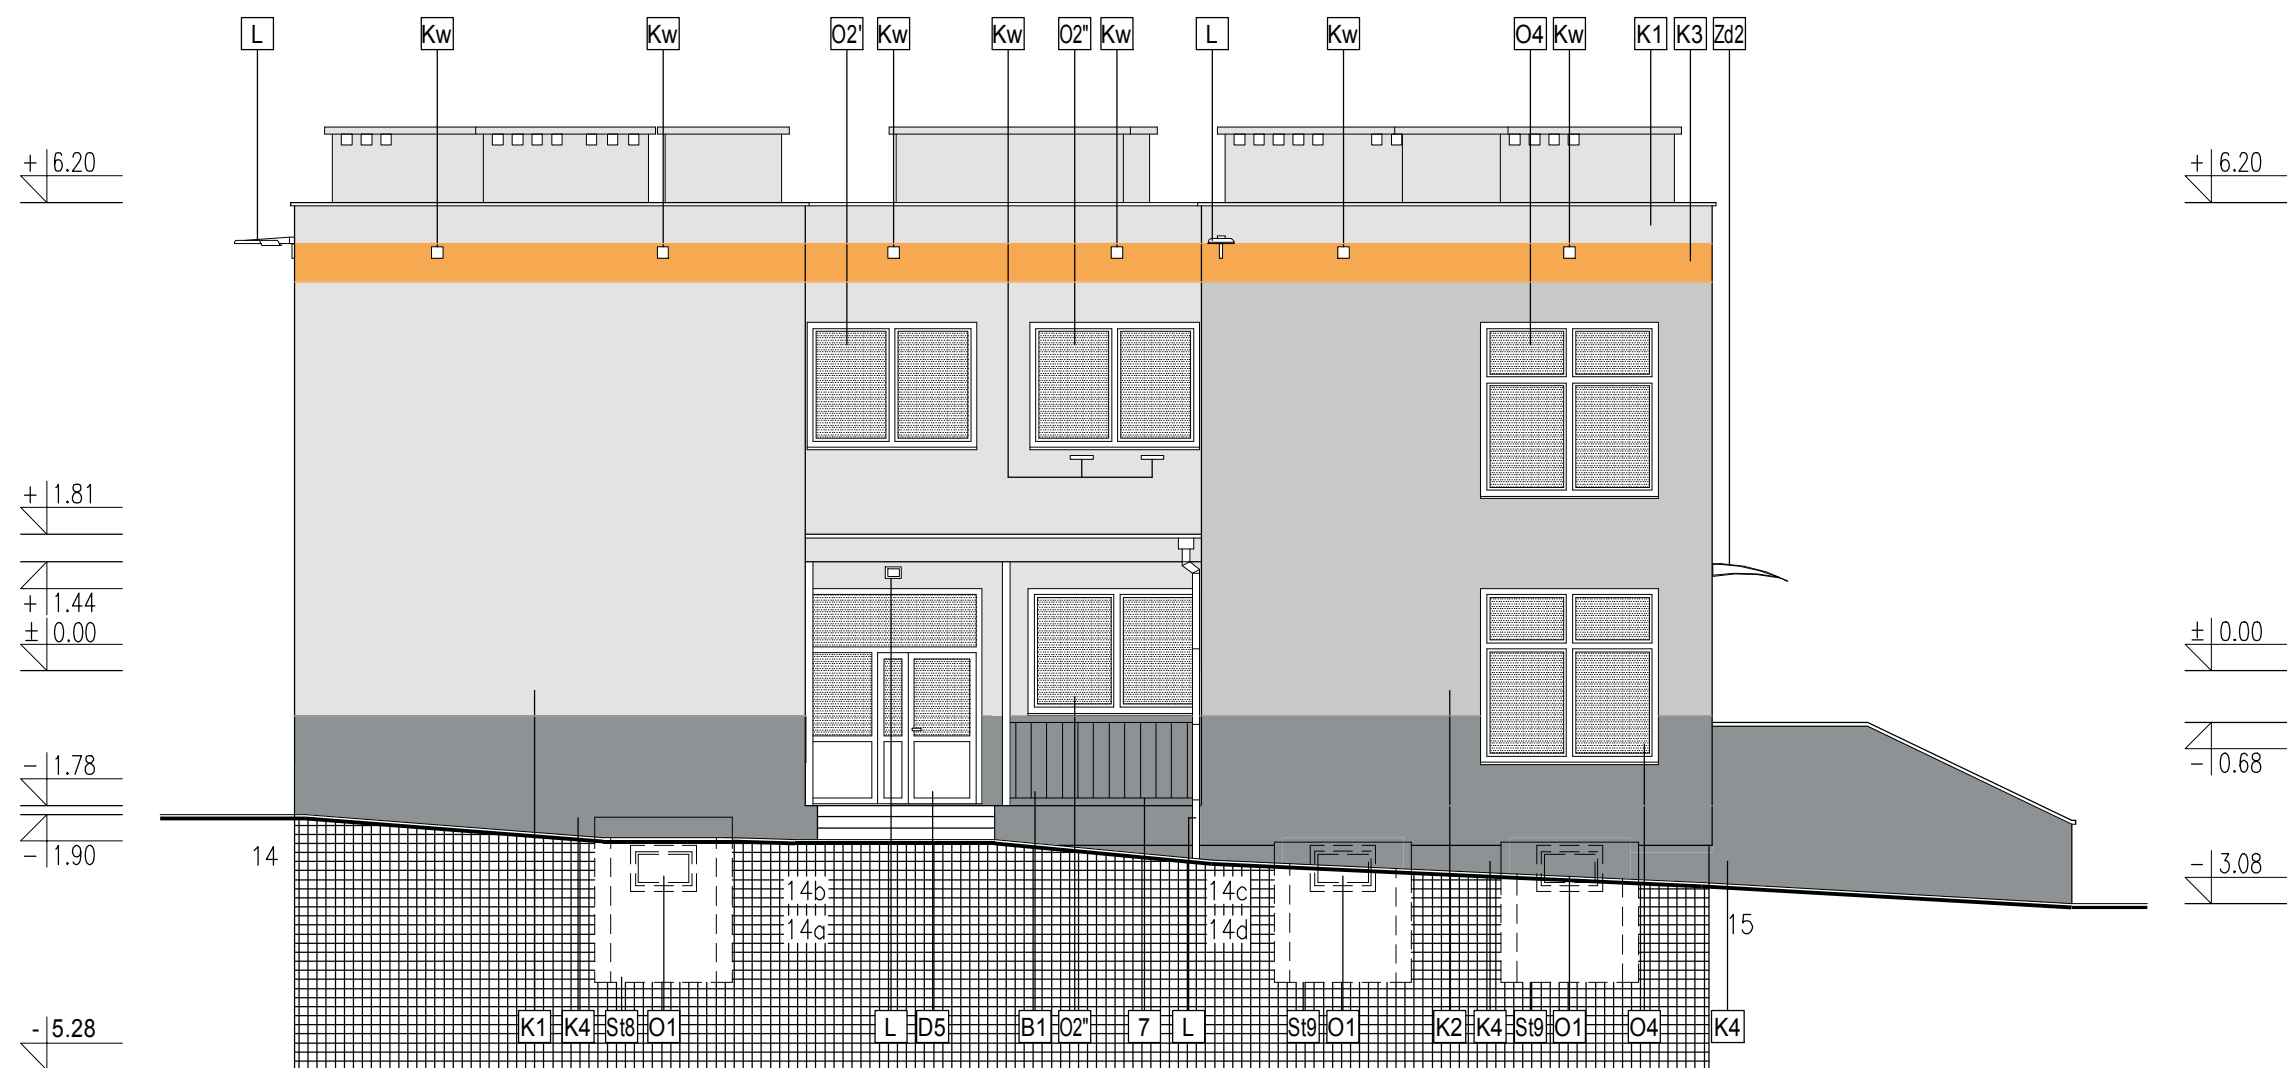 L Kw Kw O2' Kw Kw O2" Kw L Kw O4 Kw K1 K3 Zd2
+ 6.20 + 6.20
+ 1.81
+ 1.44
± 0.00 ± 0.00
- 1.78 - 0.68
- 1.90 - 3.08
14 14b 14c
14a 14d 15
- 5.28 K1 K4 St8 O1 L D5 B1 O2" 7 L St9 O1 K2 K4 St9 O1 O4 K4